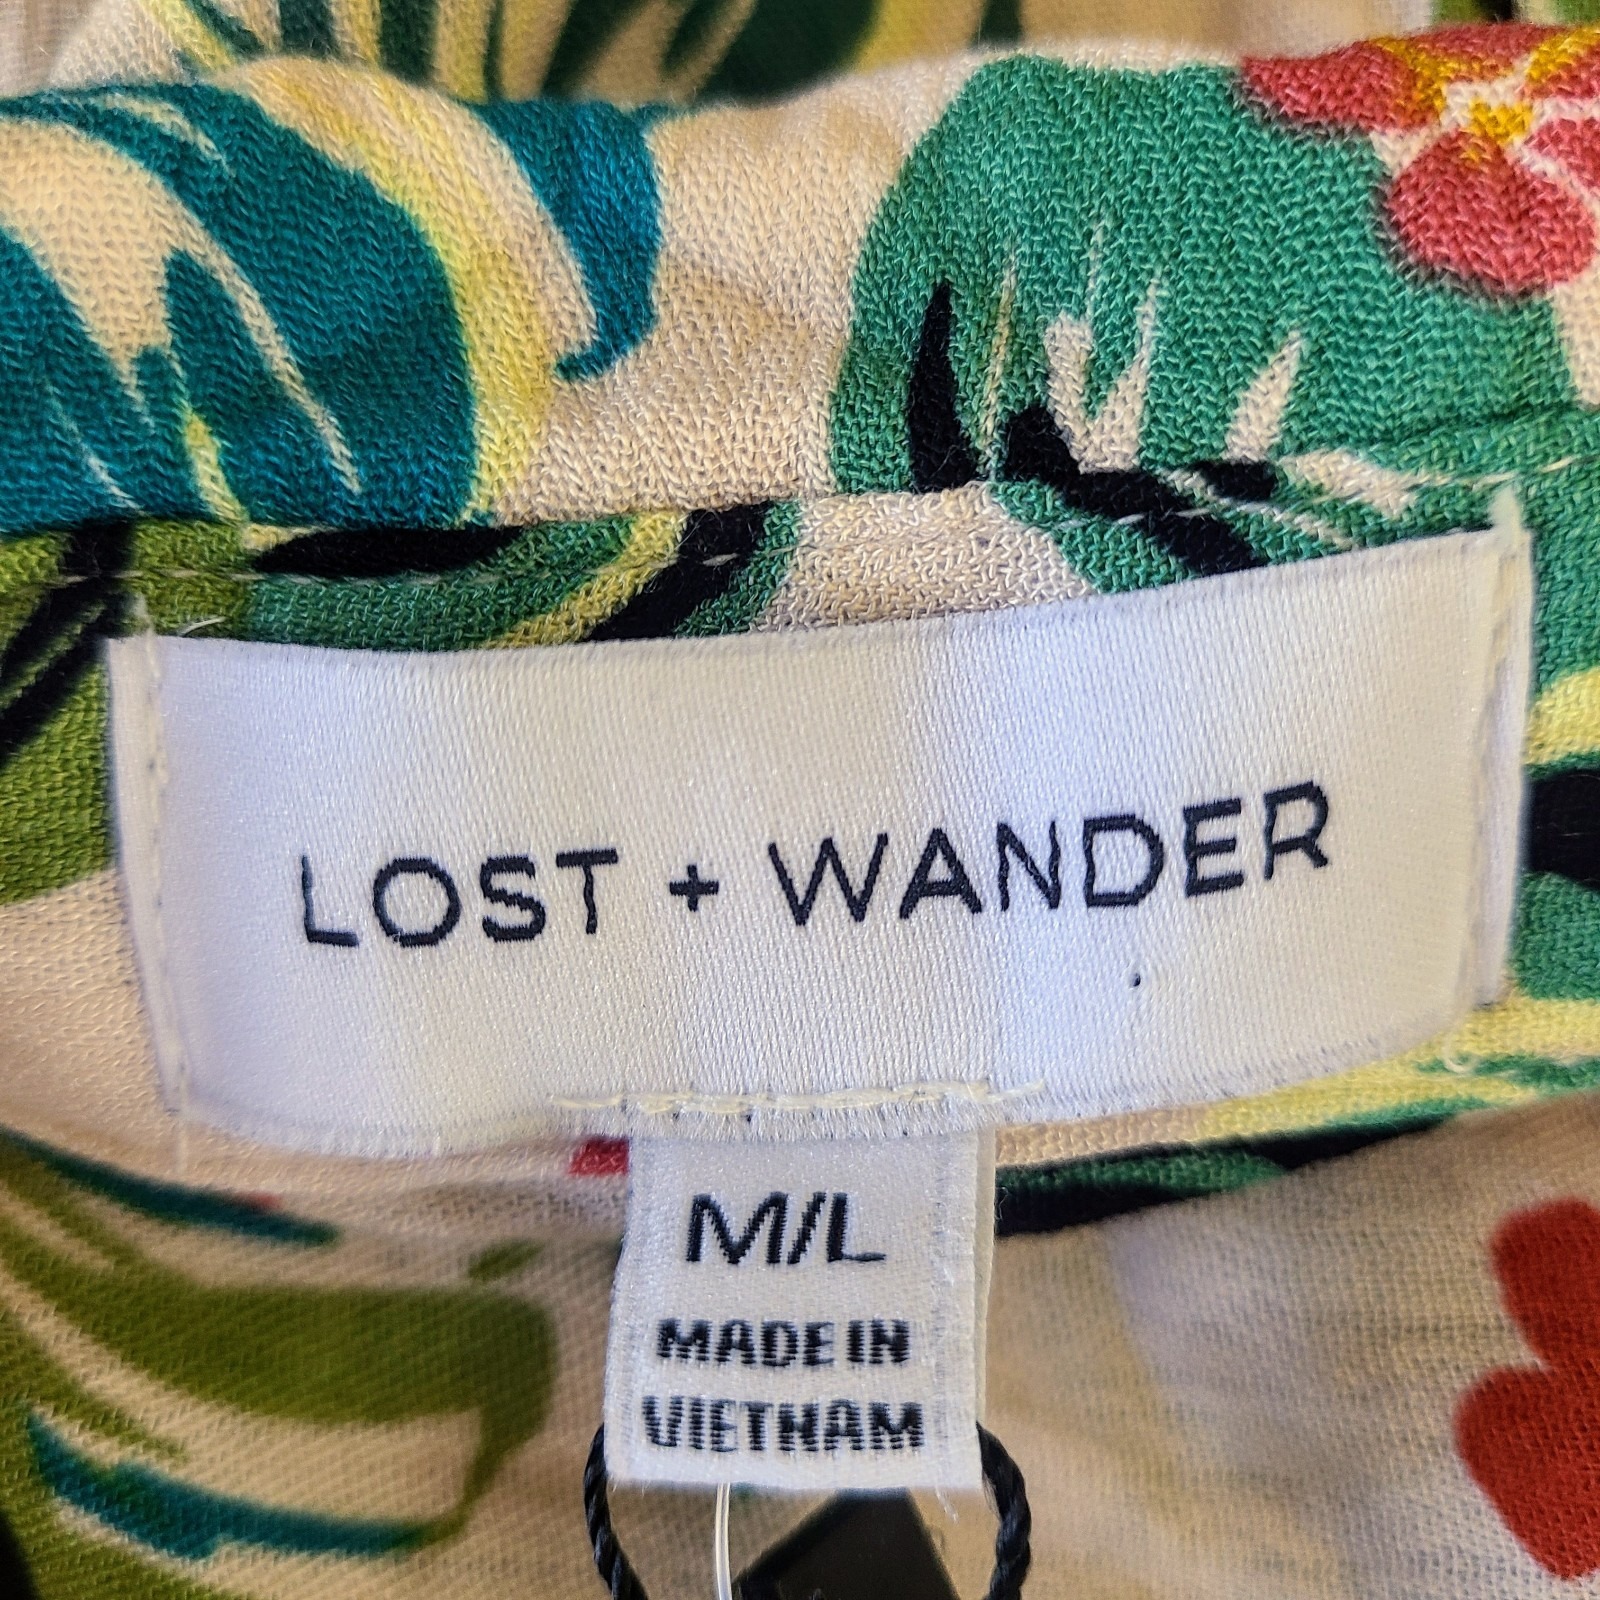 LOST + WANDER
M/L
MADE IN
VIETNAM